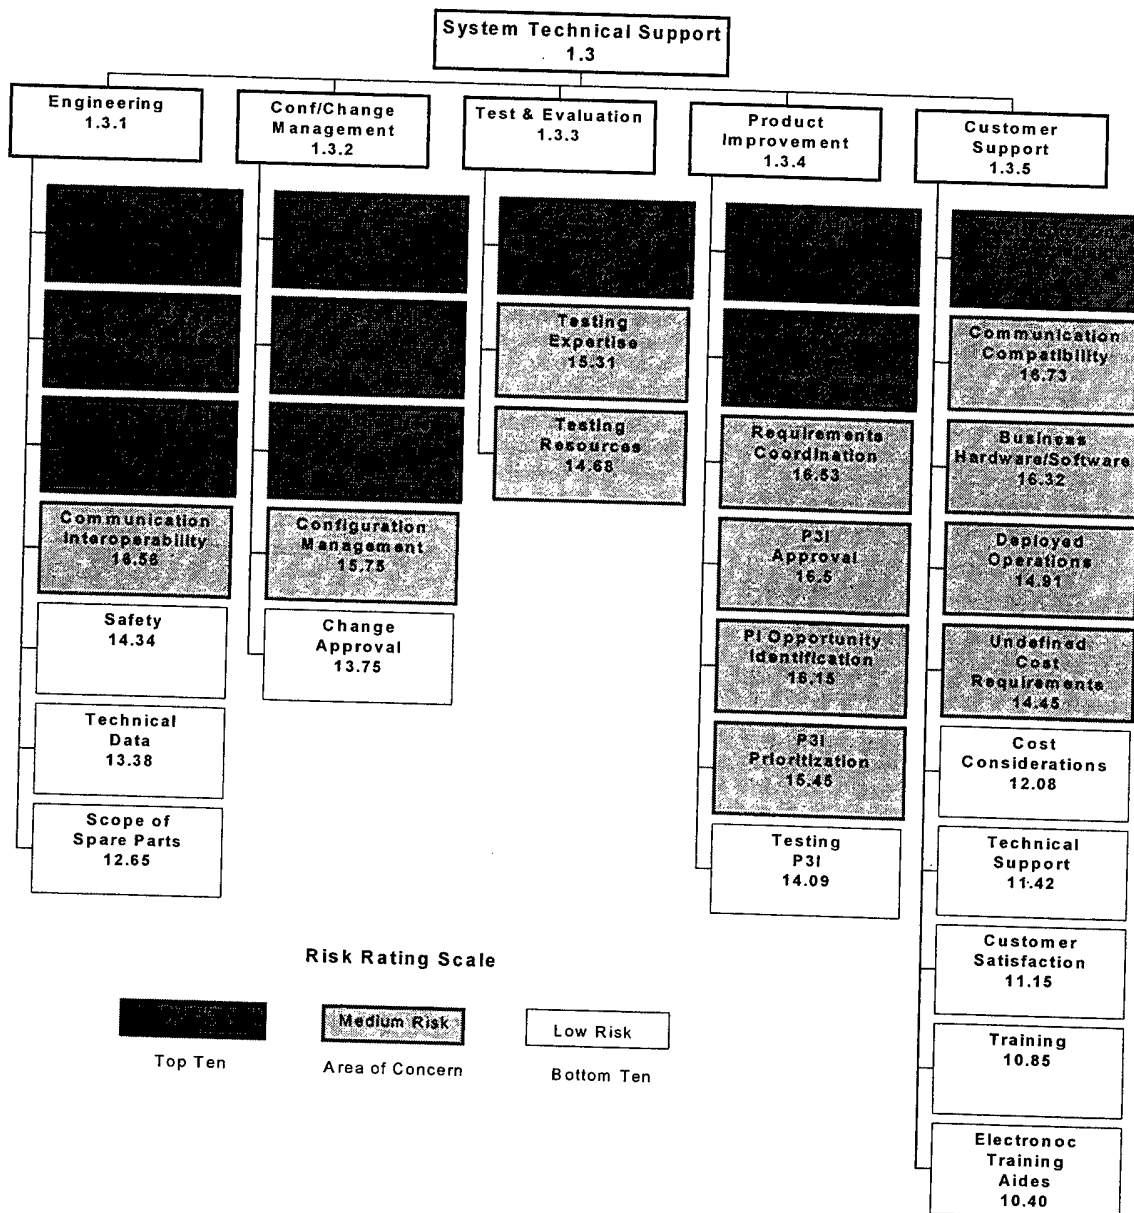 System Technical Support
1.3
Engineering
1.3.1
Conf/Change
Management
1.3.2
Test & Evaluation
1.3.3
Product
Improvement
1.3.4
Customer
Support
1.3.5
Communication
Interoperability
16.56
Safety
14.34
Technical
Data
13.38
Scope of
Spare Parts
12.65
Configuration
Management
15.75
Change
Approval
13.75
Testing
Expertise
15.31
Testing
Resources
14.68
Requirements
Coordination
16.53
P3I
Approval
16.5
PI Opportunity
Identification
16.15
P3I
Prioritization
15.45
Testing
P3I
14.09
Communication
Compatibility
16.73
Business
Hardware/Software
16.32
Deployed
Operations
14.91
Undefined
Cost
Requirements
14.45
Cost
Considerations
12.08
Technical
Support
11.42
Customer
Satisfaction
11.15
Training
10.85
Electronoc
Training
Aides
10.40
Risk Rating Scale
Medium Risk
Low Risk
Top Ten
Area of Concern
Bottom Ten